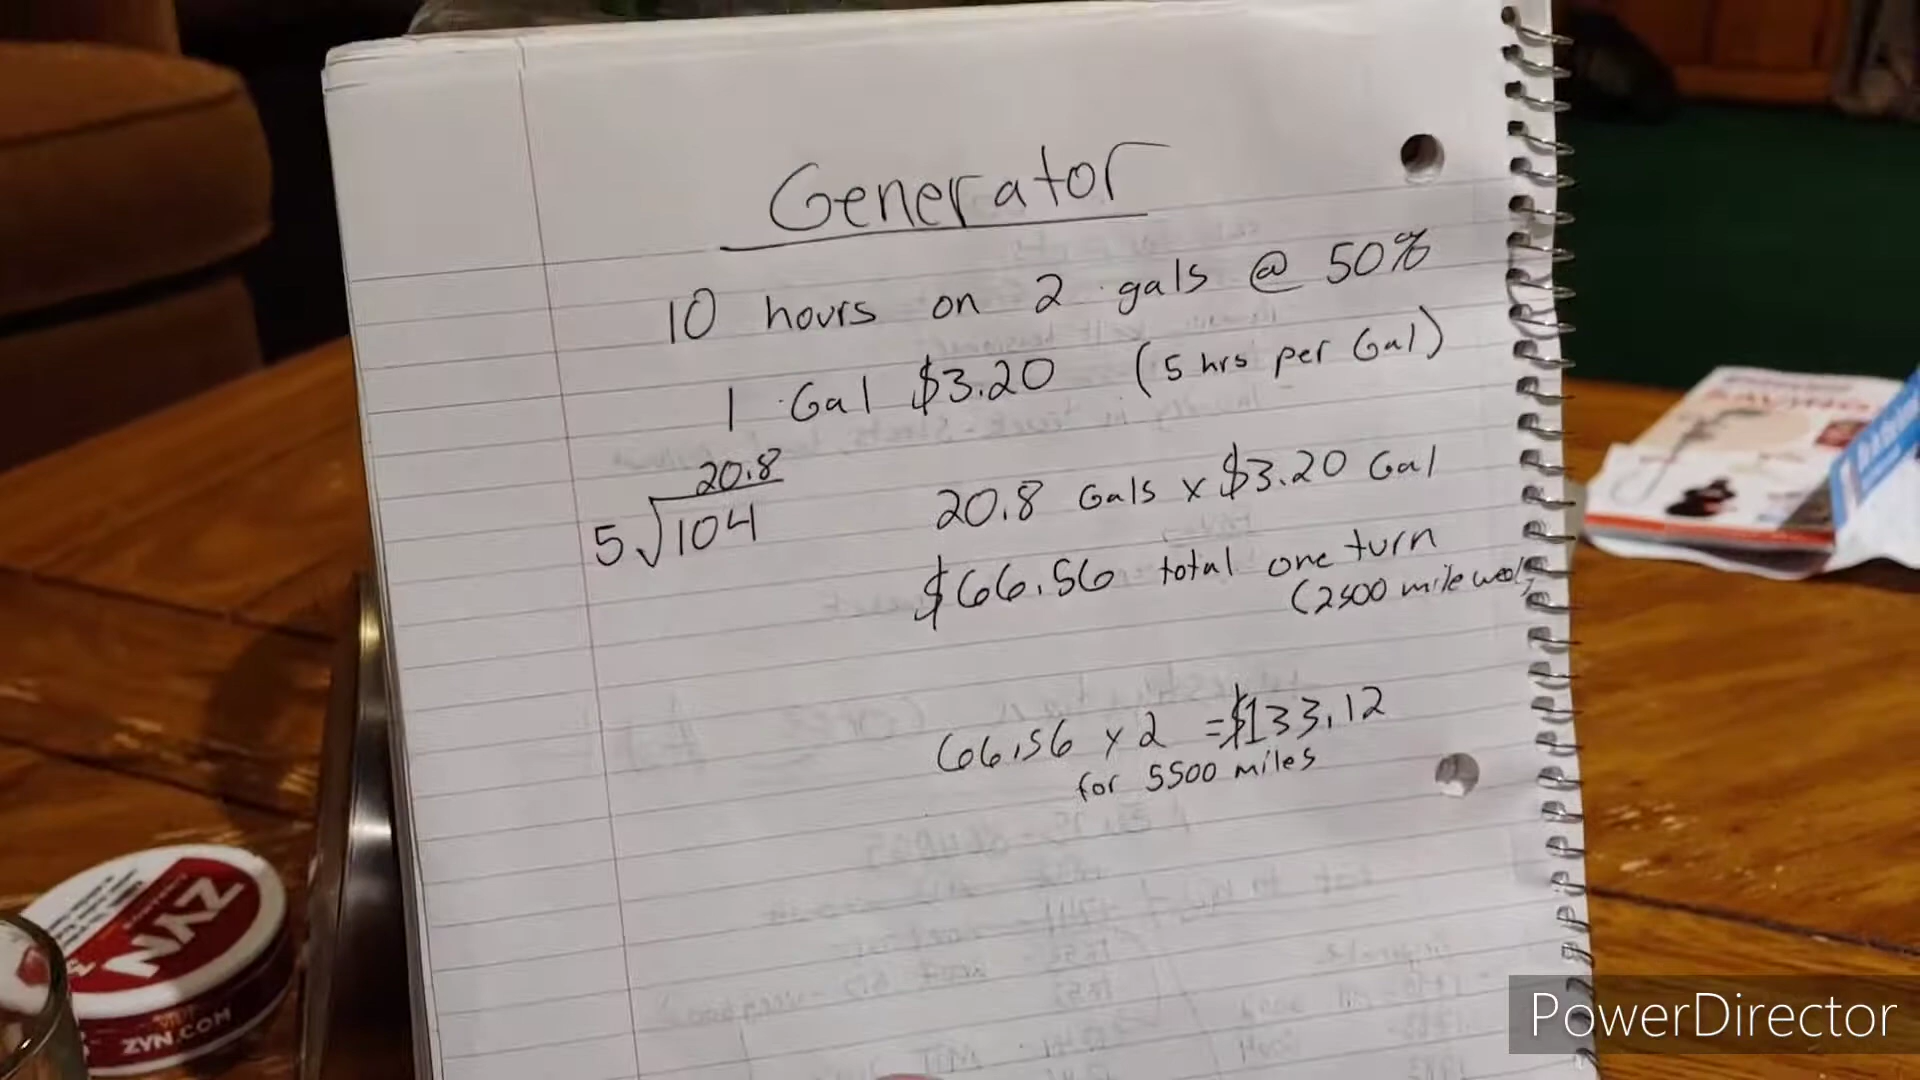 Generator
10 hours on 2 gals @ 50%
1 Gal $3.20 (5 hrs per Gal)
20.8
5√104
20.8 Gals x $3.20 Gal
$66.56 total one turn
(2500 mile week)
66.56 x 2 = $133.12
for 5500 miles
ZYN
ZYN.COM
PowerDirector